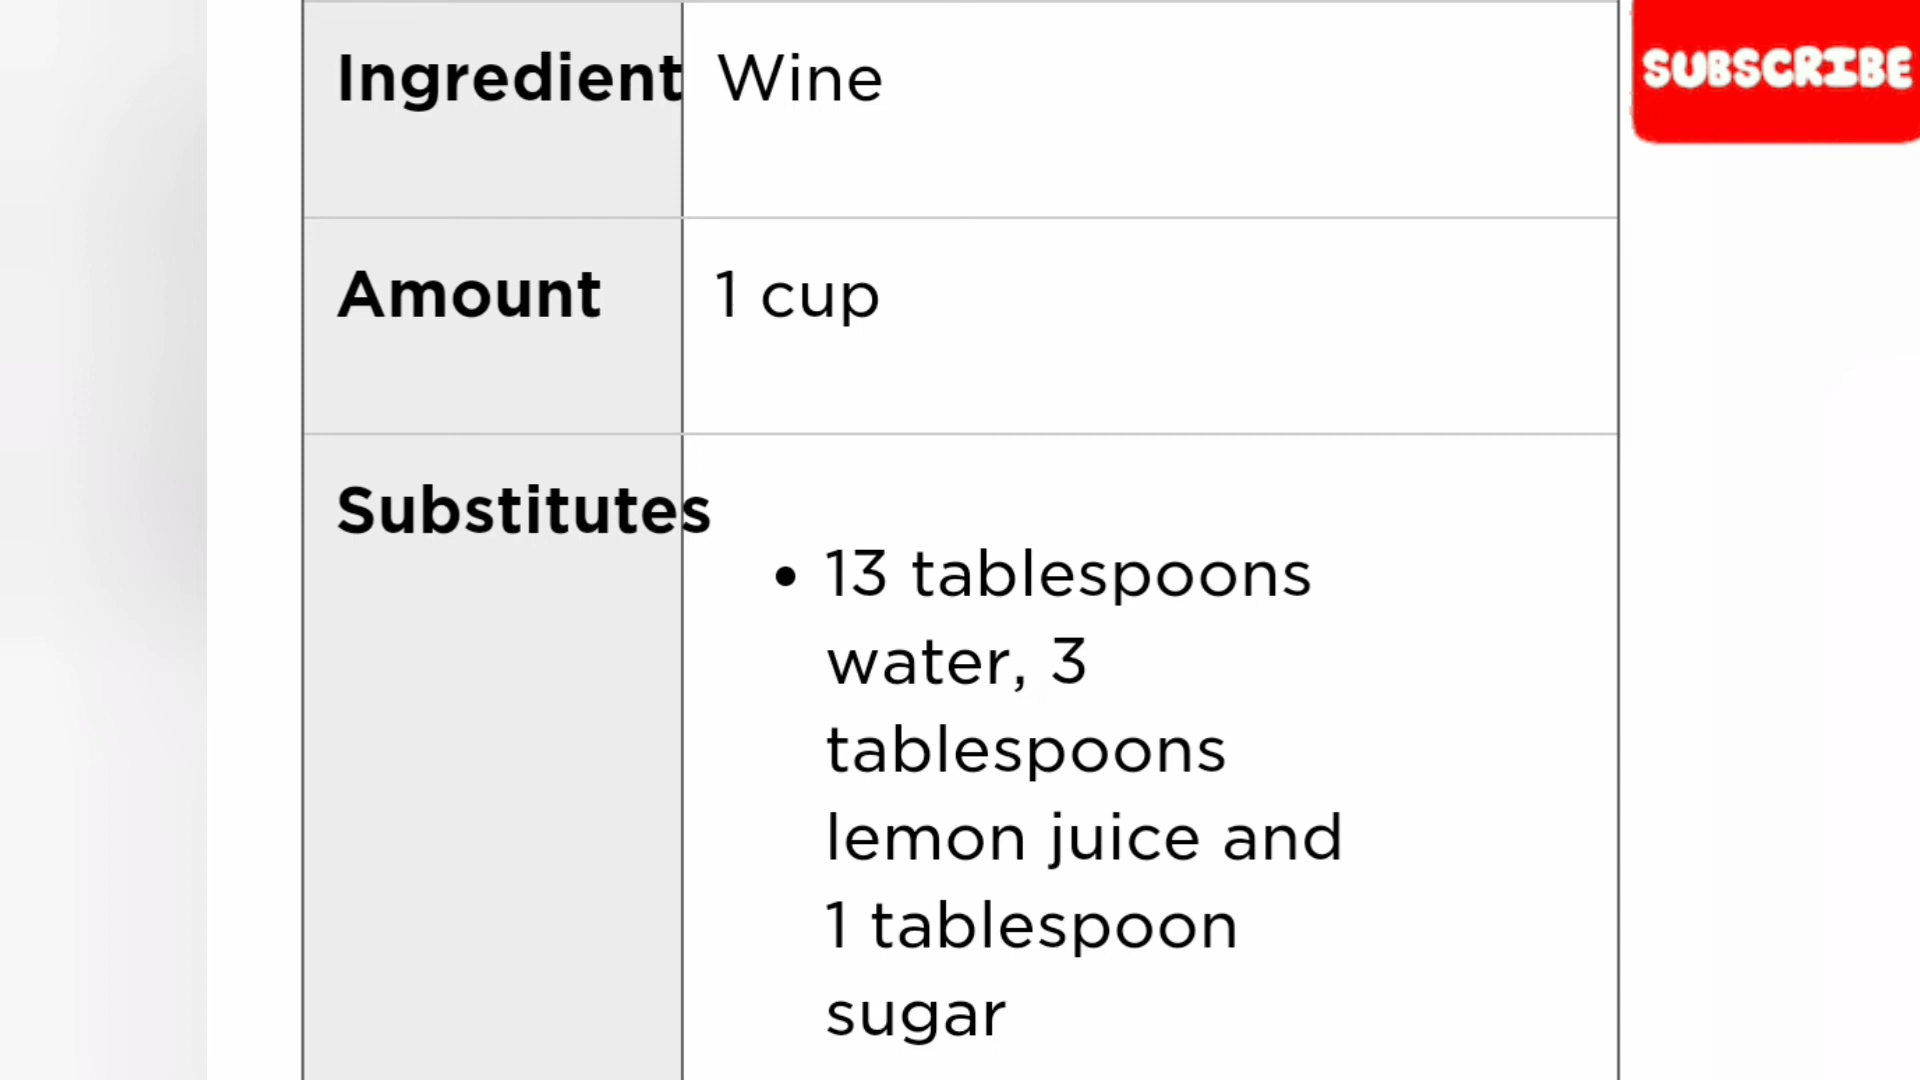 Ingredient Wine
SUBSCRIBE
Amount 1 cup
Substitutes
• 13 tablespoons
water, 3
tablespoons
lemon juice and
1 tablespoon
sugar